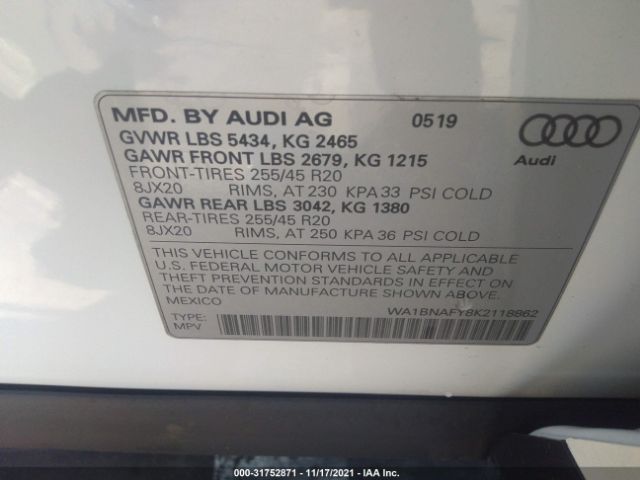 MFD. BY AUDI AG 0519
GVWR LBS 5434, KG 2465
GAWR FRONT LBS 2679, KG 1215
FRONT-TIRES 255/45 R20
8JX20 RIMS, AT 230 KPA 33 PSI COLD
GAWR REAR LBS 3042, KG 1380
REAR-TIRES 255/45 R20
8JX20 RIMS, AT 250 KPA 36 PSI COLD
Audi
THIS VEHICLE CONFORMS TO ALL APPLICABLE
U.S. FEDERAL MOTOR VEHICLE SAFETY AND
THEFT PREVENTION STANDARDS IN EFFECT ON
THE DATE OF MANUFACTURE SHOWN ABOVE.
MEXICO
WA1BNAFY8K2118862
TYPE:
MPV
000-31752871 - 11/17/2021 - IAA Inc.